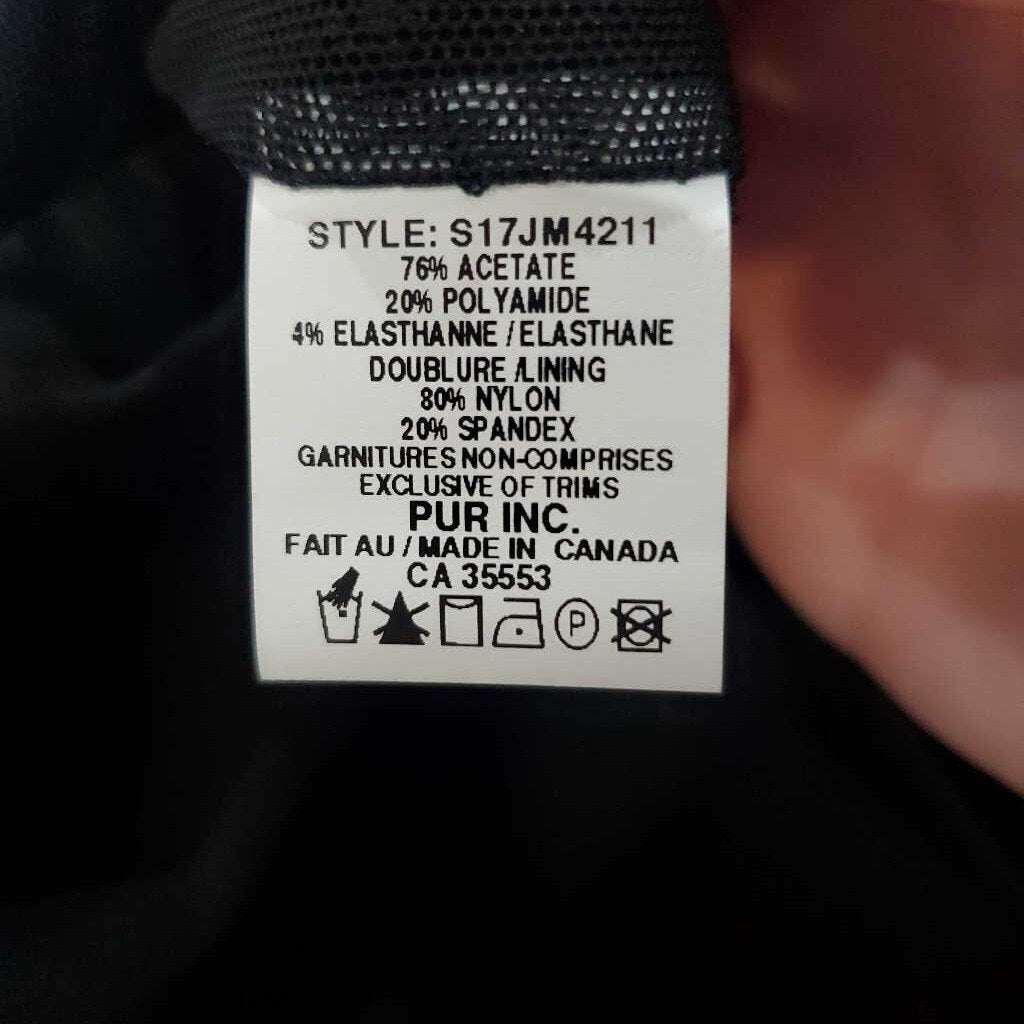 STYLE: S17JM4211
76% ACETATE
20% POLYAMIDE
4% ELASTHANNE / ELASTHANE
DOUBLURE /LINING
80% NYLON
20% SPANDEX
GARNITURES NON-COMPRISES
EXCLUSIVE OF TRIMS
PUR INC.
FAIT AU / MADE IN CANADA
CA 35553
P